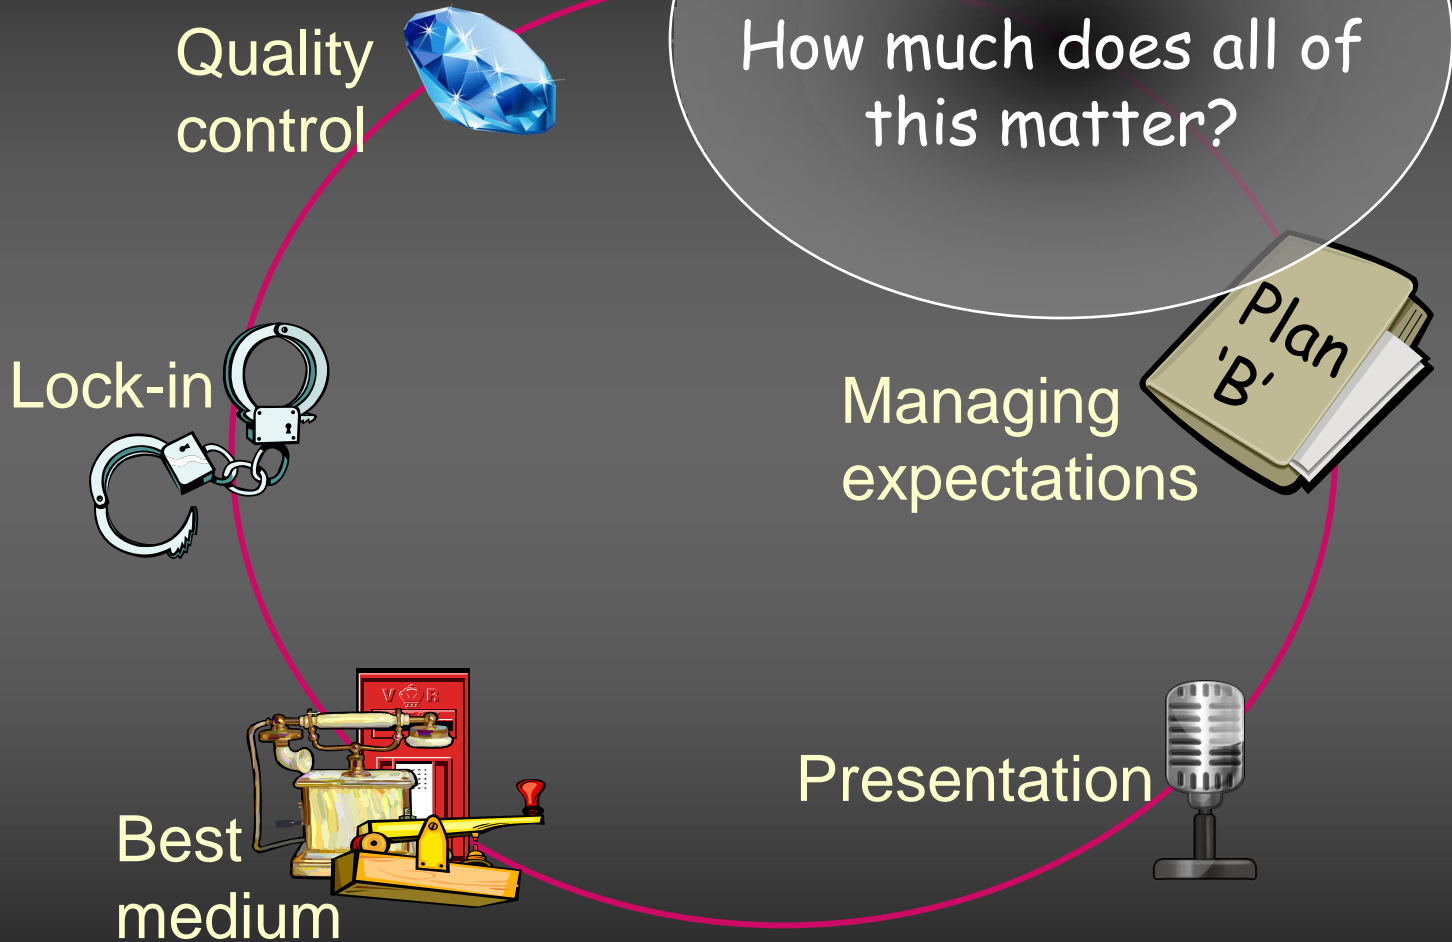 Quality
control
How much does all of
this matter?
Plan
'B'
Lock-in
Managing
expectations
V R
Presentation
Best
medium